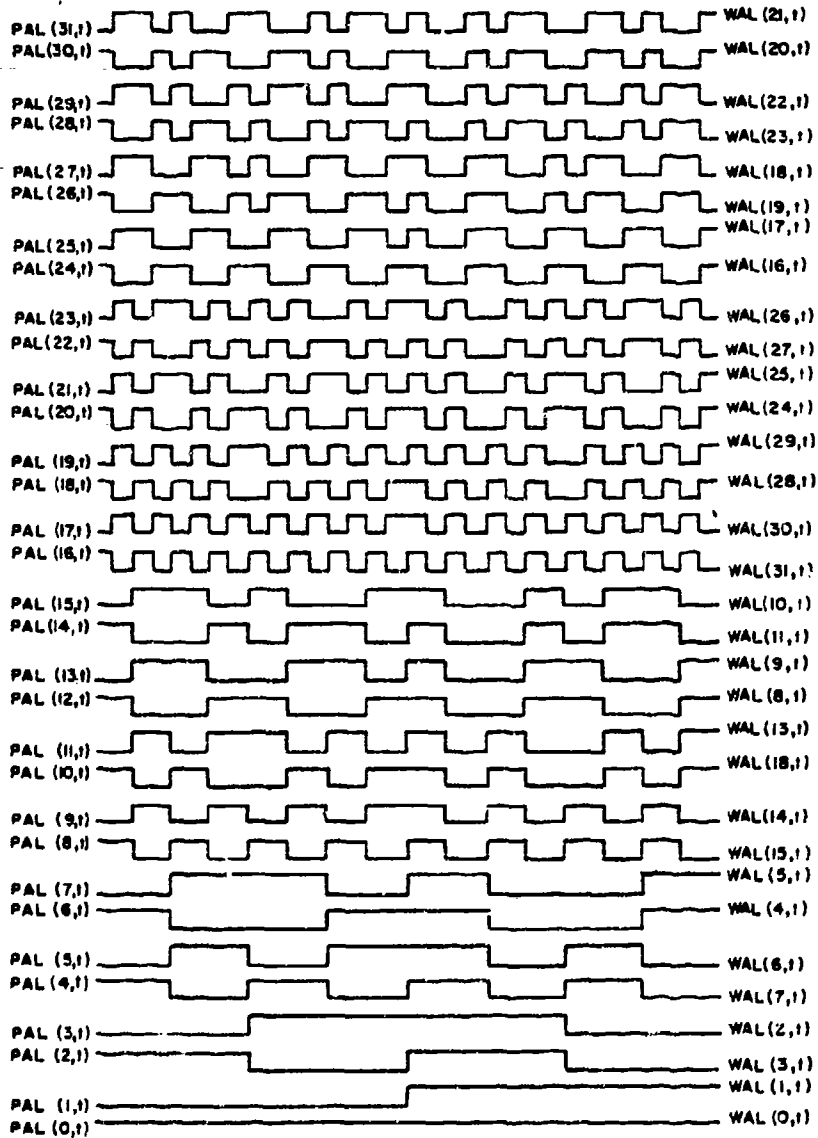 PAL (31,t) WAL (21,t)
PAL(30,t) WAL(20,t)
PAL(29,t) WAL(22,t)
PAL(28,t) WAL(23,t)
PAL(27,t) WAL(18,t)
PAL(26,t) WAL(19,t)
PAL(25,t) WAL(17,t)
PAL(24,t) WAL(16,t)
PAL (23,t) WAL(26,t)
PAL(22,t) WAL(27,t)
PAL (21,t) WAL(25,t)
PAL (20,t) WAL(24,t)
PAL (19,t) WAL(29,t)
PAL (18,t) WAL(28,t)
PAL (17,t) WAL(30,t)
PAL (16,t) WAL(31,t)
PAL (15,t) WAL(10,t)
PAL(14,t) WAL(11,t)
PAL (13,t) WAL(9,t)
PAL (12,t) WAL(8,t)
PAL (11,t) WAL(13,t)
PAL (10,t) WAL(18,t)
PAL (9,t) WAL(14,t)
PAL (8,t) WAL(15,t)
PAL (7,t) WAL(5,t)
PAL (6,t) WAL(4,t)
PAL (5,t) WAL(6,t)
PAL(4,t) WAL(7,t)
PAL (3,t) WAL(2,t)
PAL (2,t) WAL (3,t)
PAL (1,t) WAL (1,t)
PAL (0,t) WAL (0,t)